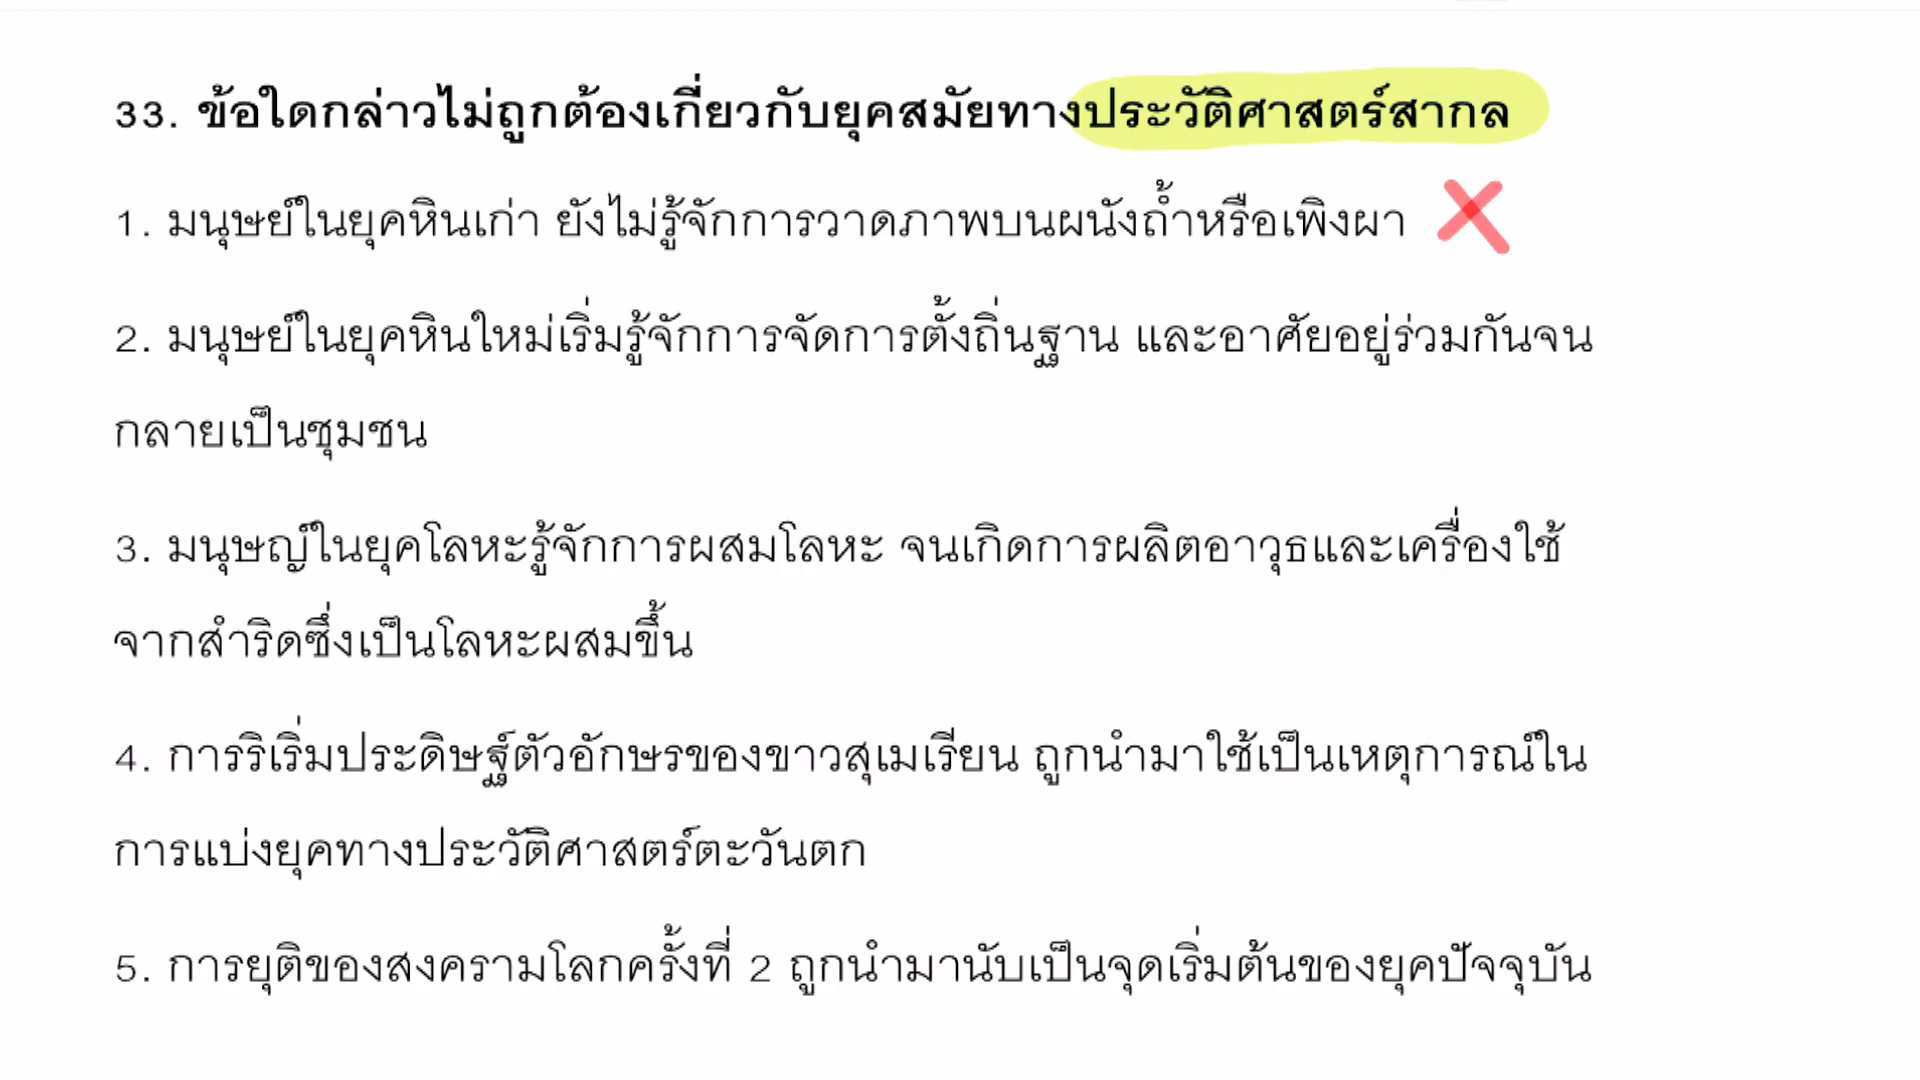 33. ข้อใดกล่าวไม่ถูกต้องเกี่ยวกับยุคสมัยทางประวัติศาสตร์สากล
1. มนุษย์ในยุคหินเก่า ยังไม่รู้จักการวาดภาพบนผนังถ้ำหรือเพิงผา
2. มนุษย์ในยุคหินใหม่เริ่มรู้จักการจัดการตั้งถิ่นฐาน และอาศัยอยู่ร่วมกันจน
กลายเป็นชุมชน
3. มนุษญ์ในยุคโลหะรู้จักการผสมโลหะ จนเกิดการผลิตอาวุธและเครื่องใช้
จากสำริดซึ่งเป็นโลหะผสมขึ้น
4. การริเริ่มประดิษฐ์ตัวอักษรของขาวสุเมเรียน ถูกนำมาใช้เป็นเหตุการณ์ใน
การแบ่งยุคทางประวัติศาสตร์ตะวันตก
5. การยุติของสงครามโลกครั้งที่ 2 ถูกนำมานับเป็นจุดเริ่มต้นของยุคปัจจุบัน